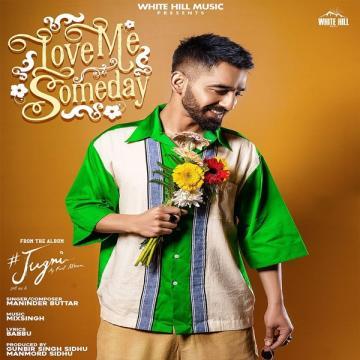 WHITE HILL MUSIC
PRESENTS
WHITE HILL
Love Me
Someday
FROM THE ALBUM
#Jugni
SINGER/COMPOSER
MANINDER BUTTAR
MUSIC
MIXSINGH
LYRICS
BABBU
PRODUCED BY
GUNBIR SINGH SIDHU
MANMORD SIDHU